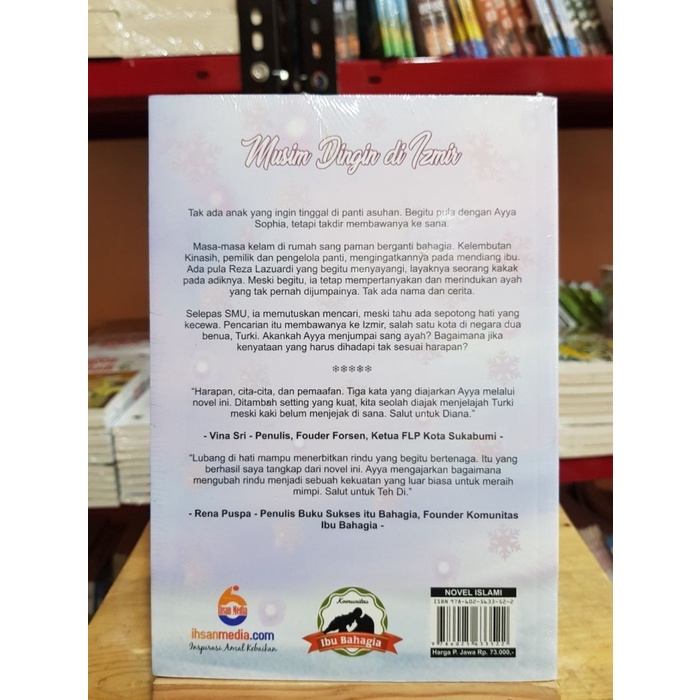 Musim Dingin di Izmir
Tak ada anak yang ingin tinggal di panti asuhan. Begitu pula dengan Ayya
Sophia, tetapi takdir membawanya ke sana.
Masa-masa kelam di rumah sang paman berganti bahagia. Kelembutan
Kinasih, pemilik dan pengelola panti, mengingatkannya pada mendiang ibu.
Ada pula Reza Lazuardi yang begitu menyayangi, layaknya seorang kakak
pada adiknya. Meski begitu, ia tetap mempertanyakan dan merindukan ayah
yang tak pernah dijumpainya. Tak ada nama dan cerita.
Selepas SMU, ia memutuskan mencari, meski tahu ada sepotong hati yang
kecewa. Pencarian itu membawanya ke Izmir, salah satu kota di negara dua
benua, Turki. Akankah Ayya menjumpai sang ayah? Bagaimana jika
kenyataan yang harus dihadapi tak sesuai harapan?
"Harapan, cita-cita, dan pemaafan. Tiga kata yang diajarkan Ayya melalui
novel ini. Ditambah setting yang kuat, kita seolah diajak menjelajah Turki
meski kaki belum menjejak di sana. Salut untuk Diana."
- Vina Sri - Penulis, Fouder Forsen, Ketua FLP Kota Sukabumi -
"Lubang di hati mampu menerbitkan rindu yang begitu bertenaga. Itu yang
berhasil saya tangkap dari novel ini. Ayya mengajarkan bagaimana
mengubah rindu menjadi sebuah kekuatan yang luar biasa untuk meraih
mimpi. Salut untuk Teh Di."
- Rena Puspa - Penulis Buku Sukses itu Bahagia, Founder Komunitas
Ibu Bahagia -
Ihsan Media
ihsanmedia.com
Inspirasi Amal Kebaikan
Komunitas
Ibu Bahagia
NOVEL ISLAMI
ISBN 978-602-5633-52-2
9 786025 633522
Harga P. Jawa Rp. 73.000,-